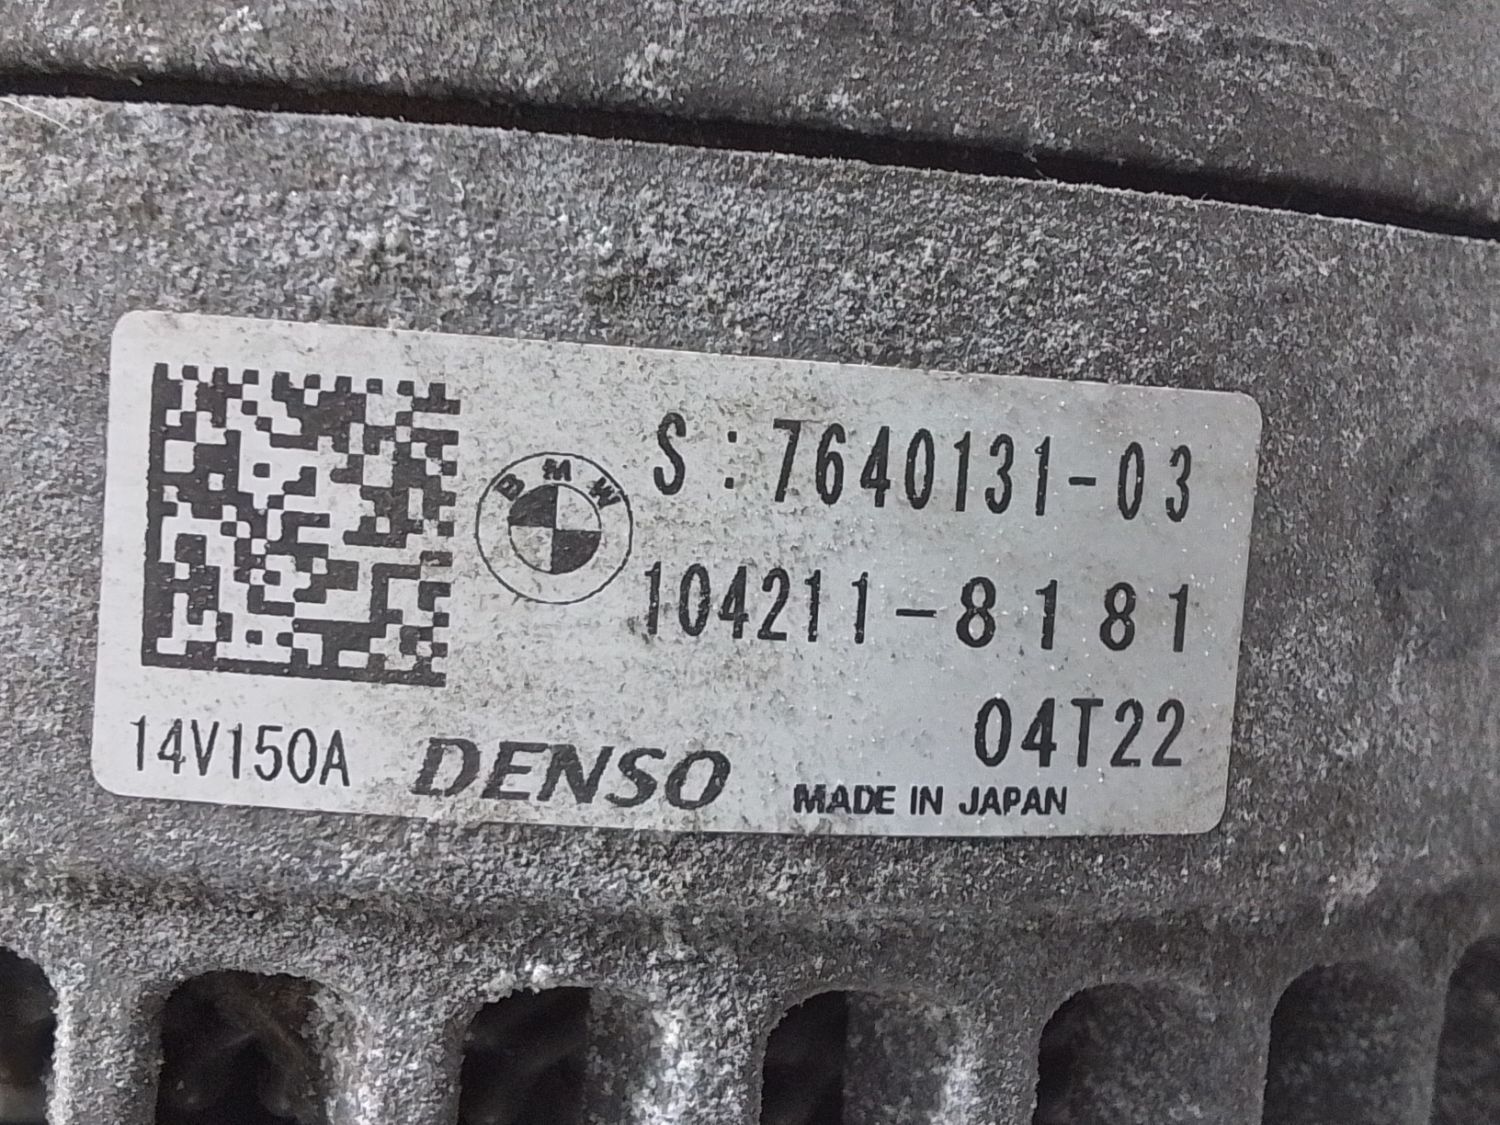 BMW
S:7640131-03
104211-8181
04T22
14V150A
DENSO
MADE IN JAPAN